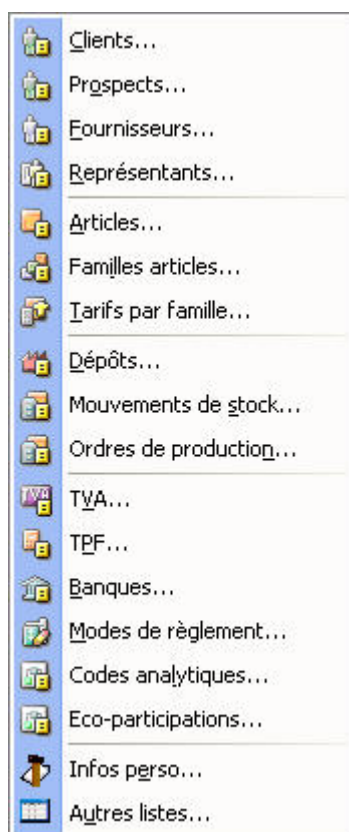 Clients...
Prospects...
Fournisseurs...
Représentants...
Articles...
Familles articles...
Tarifs par famille...
Dépôts...
Mouvements de stock...
Ordres de production...
TVA...
TPF...
Banques...
Modes de règlement...
Codes analytiques...
Eco-participations...
Infos perso...
Autres listes...